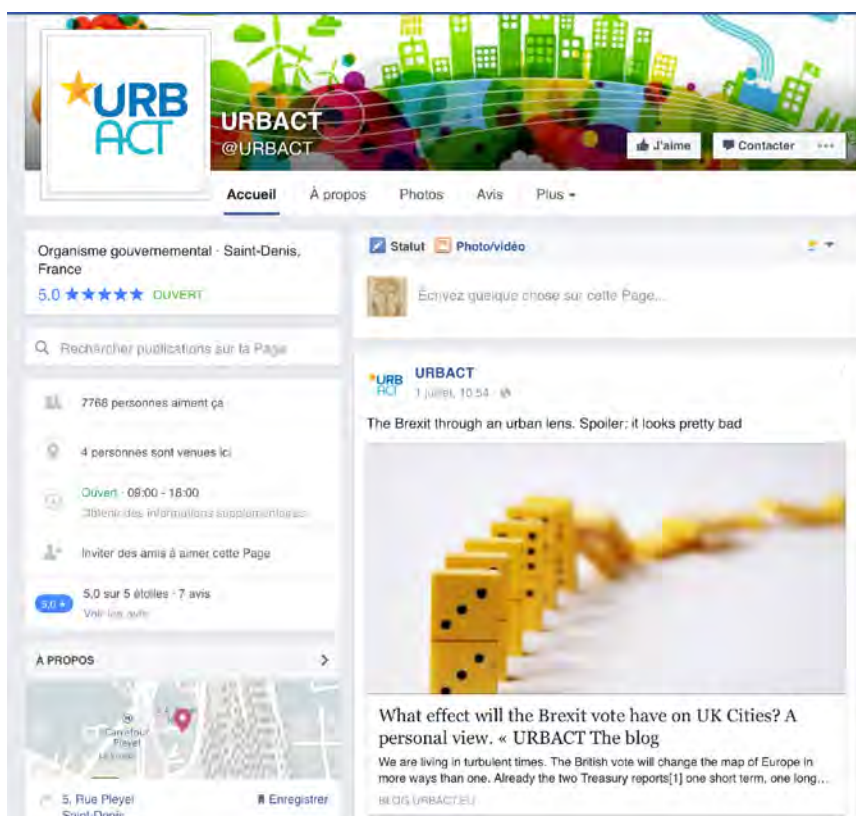 URB
ACT
URBACT
@URBACT
J'aime
Contacter
Accueil
À propos
Photos
Avis
Plus
Organisme gouvernemental · Saint-Denis,
France
5.0 ★★★★★ OUVERT
Rechercher publications sur la Page
7768 personnes aiment ça
4 personnes sont venues ici
Ouvert · 09:00 - 18:00
Obtenir des informations supplémentaires
Inviter des amis à aimer cette Page
5,0
5,0 sur 5 étoiles · 7 avis
Voir les avis
À PROPOS
Carrefour
Pleyel
5, Rue Pleyel
Saint-Denis
Enregistrer
Statut
Photo/vidéo
Écrivez quelque chose sur cette Page...
URB
ACT
URBACT
1 juillet, 10:54
The Brexit through an urban lens. Spoiler: it looks pretty bad
What effect will the Brexit vote have on UK Cities? A
personal view. « URBACT The blog
We are living in turbulent times. The British vote will change the map of Europe in
more ways than one. Already the two Treasury reports[1] one short term, one long...
BLOG.URBACT.EU